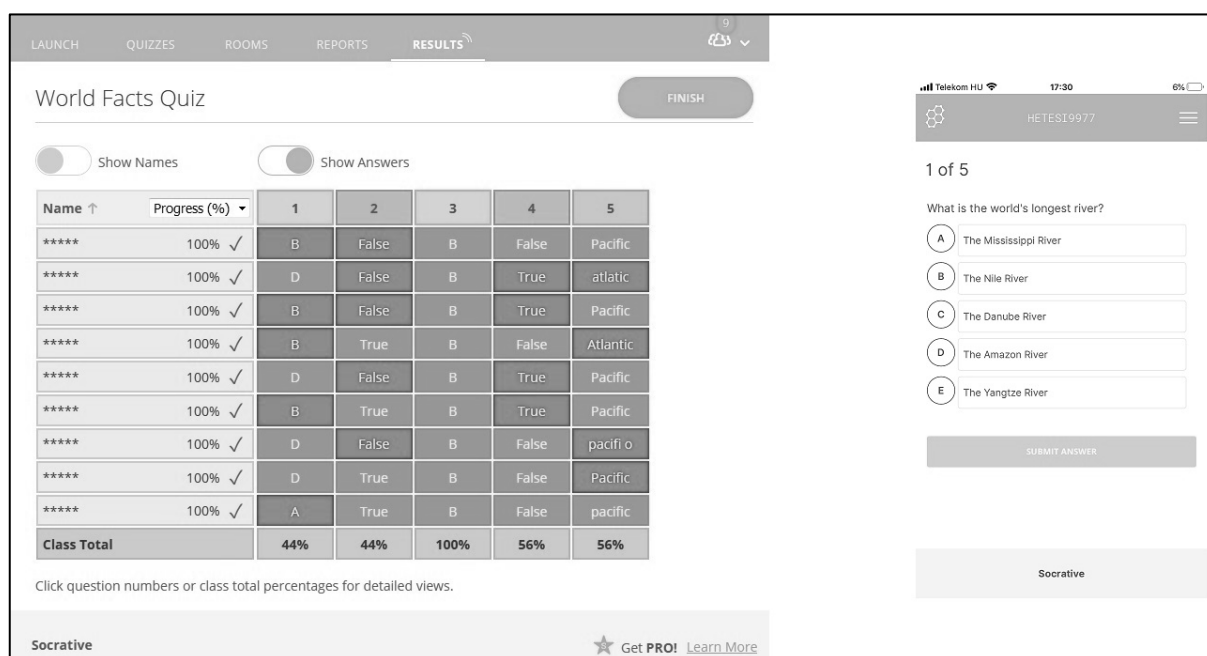 LAUNCH QUIZZES ROOMS REPORTS RESULTS 9
World Facts Quiz FINISH
Show Names Show Answers
Name ↑ Progress (%) 1 2 3 4 5
***** 100% ✓ B False B False Pacific
***** 100% ✓ D False B True atlatic
***** 100% ✓ B False B True Pacific
***** 100% ✓ B True B False Atlantic
***** 100% ✓ D False B True Pacific
***** 100% ✓ B True B True Pacific
***** 100% ✓ D False B False pacifi o
***** 100% ✓ D True B False Pacific
***** 100% ✓ A True B False pacific
Class Total 44% 44% 100% 56% 56%
Click question numbers or class total percentages for detailed views.
Socrative Get PRO! Learn More
Telekom HU 17:30 6%
HETESI9977
1 of 5
What is the world's longest river?
A The Mississippi River
B The Nile River
C The Danube River
D The Amazon River
E The Yangtze River
SUBMIT ANSWER
Socrative